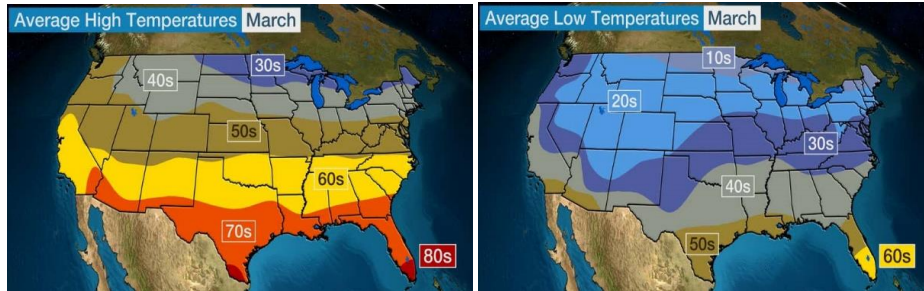 Average High Temperatures March
30s
40s
50s
60s
70s
80s
Average Low Temperatures March
10s
20s
30s
40s
50s
60s